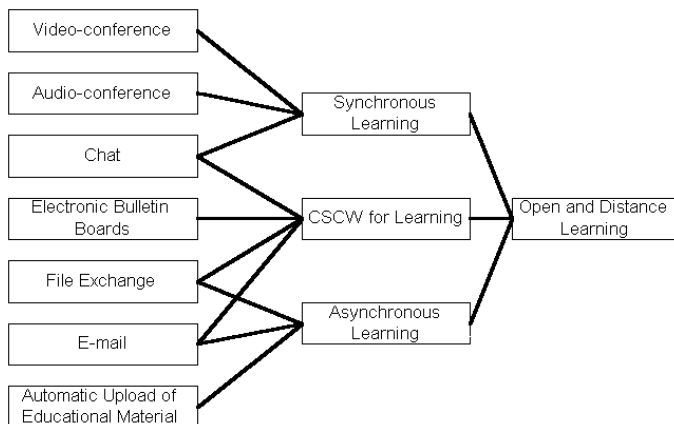 Video-conference
Audio-conference
Chat
Electronic Bulletin
Boards
File Exchange
E-mail
Automatic Upload of
Educational Material
Synchronous
Learning
CSCW for Learning
Asynchronous
Learning
Open and Distance
Learning